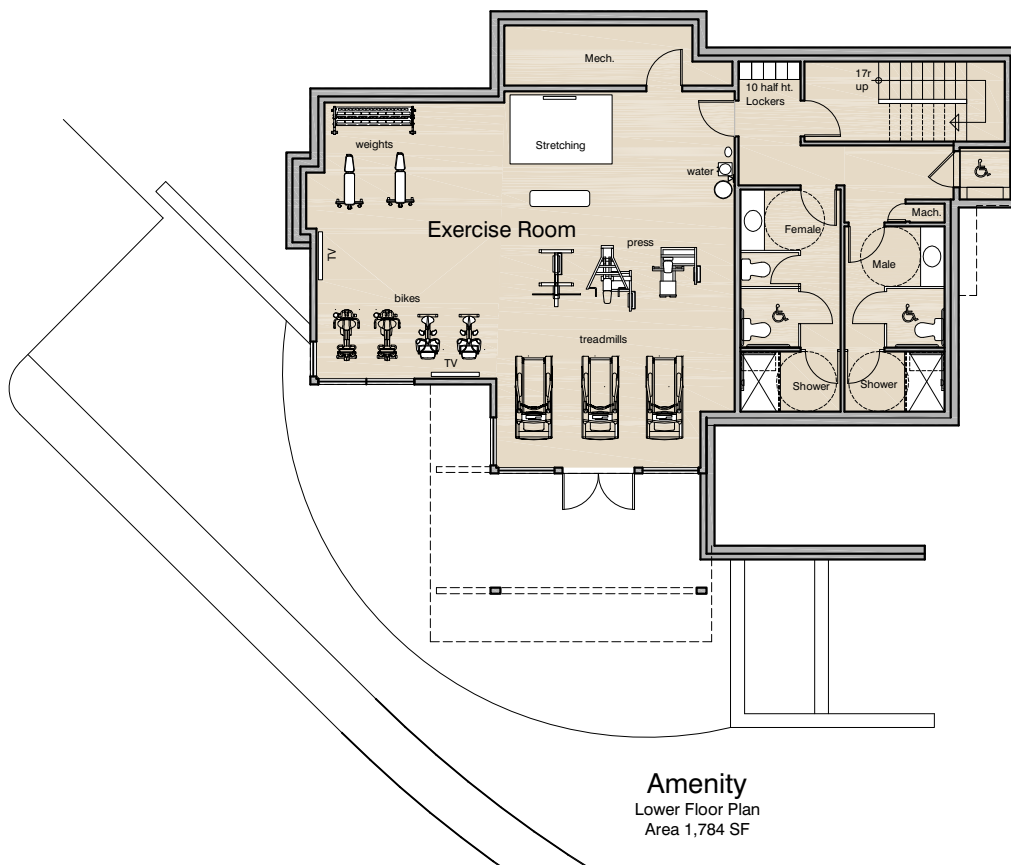 Mech.
17r
up
10 half ht.
Lockers
weights
Stretching
water
Mach.
Exercise Room
Female
press
TV
Male
bikes
treadmills
TV
Shower
Shower
Amenity
Lower Floor Plan
Area 1,784 SF